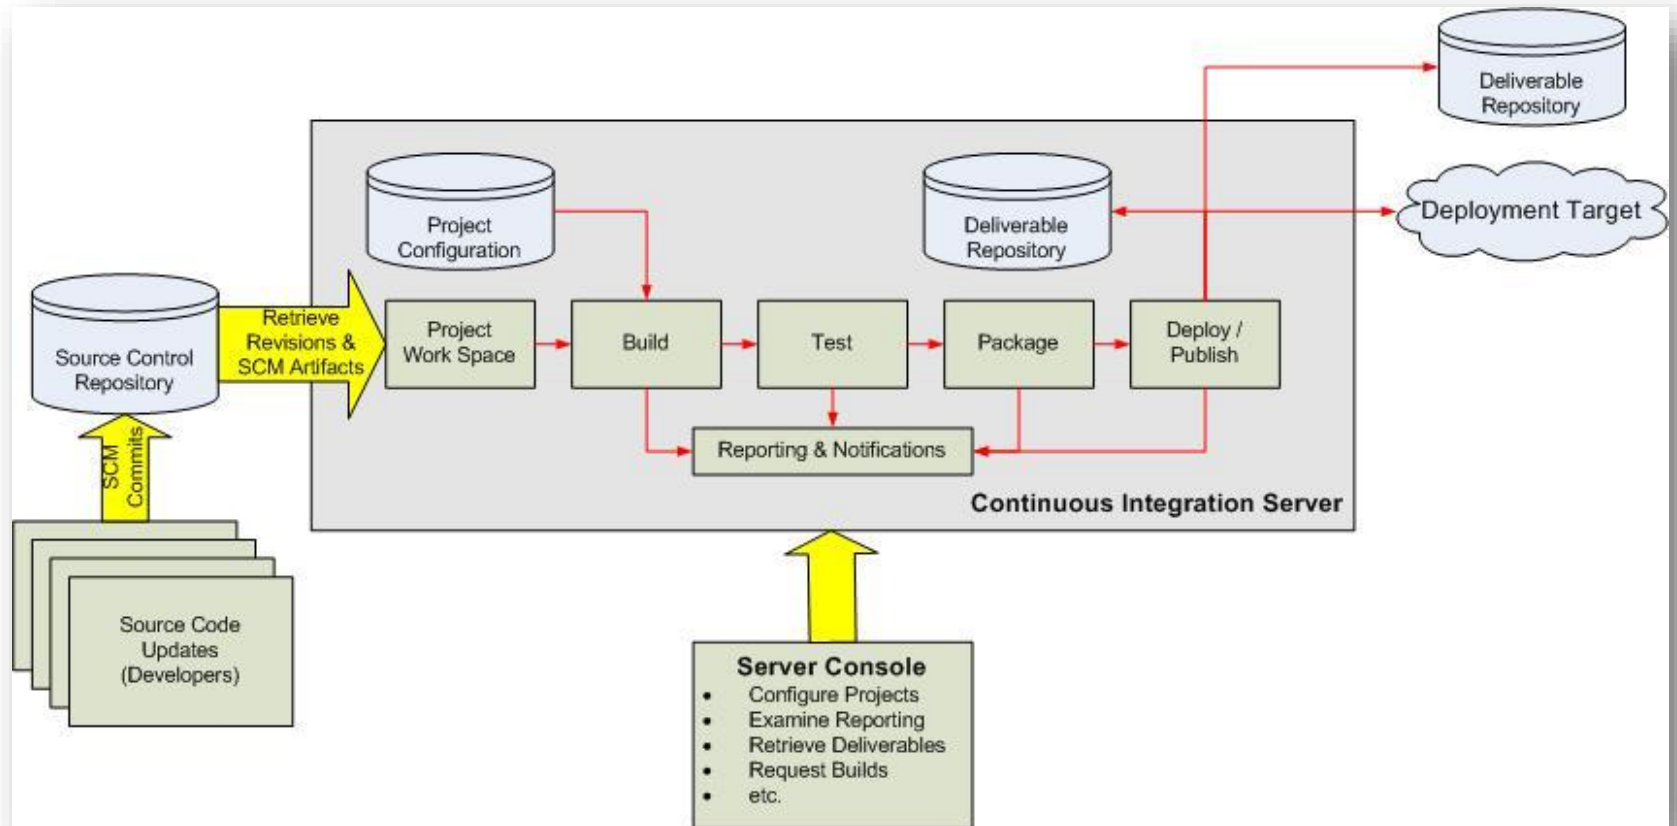 Deliverable
Repository
Project
Configuration
Deliverable
Repository
Deployment Target
Source Control
Repository
Retrieve
Revisions &
SCM Artifacts
Project
Work Space
Build
Test
Package
Deploy /
Publish
Reporting & Notifications
Continuous Integration Server
SCM
Commits
Source Code
Updates
(Developers)
Server Console
• Configure Projects
• Examine Reporting
• Retrieve Deliverables
• Request Builds
• etc.